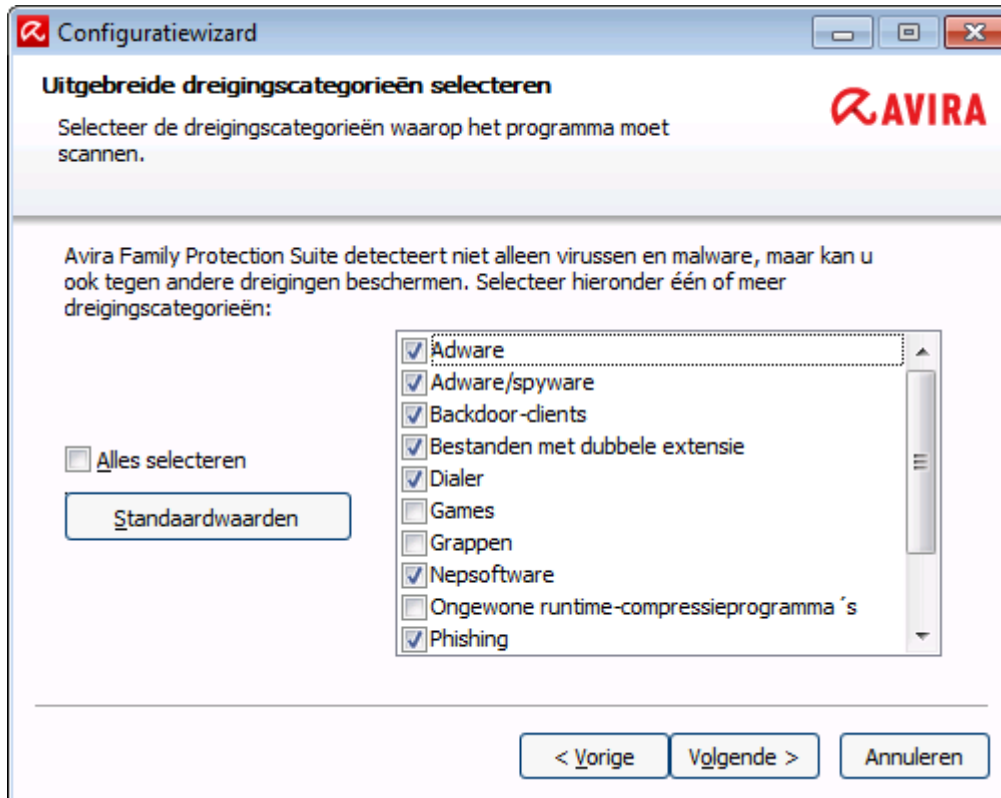 Configuratiewizard
Uitgebreide dreigingscategorieën selecteren
Selecteer de dreigingscategorieën waarop het programma moet
scannen.
AVIRA
Avira Family Protection Suite detecteert niet alleen virussen en malware, maar kan u
ook tegen andere dreigingen beschermen. Selecteer hieronder één of meer
dreigingscategorieën:
Alles selecteren
Standaardwaarden
Adware
Adware/spyware
Backdoor-clients
Bestanden met dubbele extensie
Dialer
Games
Grappen
Nepsoftware
Ongewone runtime-compressieprogramma´s
Phishing
< Vorige
Volgende >
Annuleren